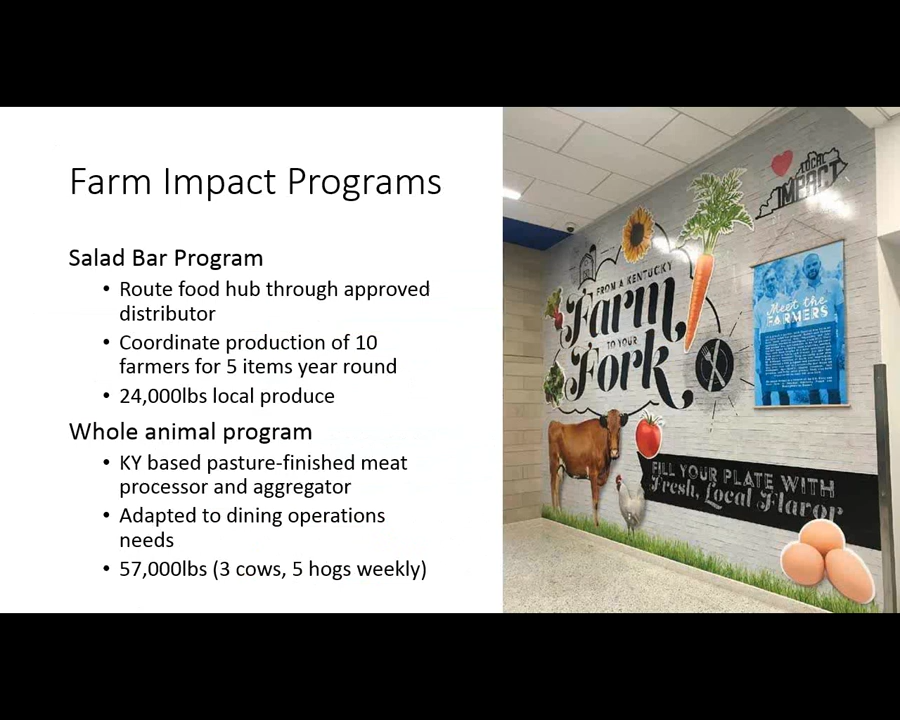 Farm Impact Programs
Salad Bar Program
• Route food hub through approved
distributor
• Coordinate production of 10
farmers for 5 items year round
• 24,000lbs local produce
Whole animal program
• KY based pasture-finished meat
processor and aggregator
• Adapted to dining operations
needs
• 57,000lbs (3 cows, 5 hogs weekly)
LOCAL
IMPACT
FROM A KENTUCKY
Farm
TO YOUR
Fork
Meet the
FARMERS
FILL YOUR PLATE WITH
Fresh, Local Flavor